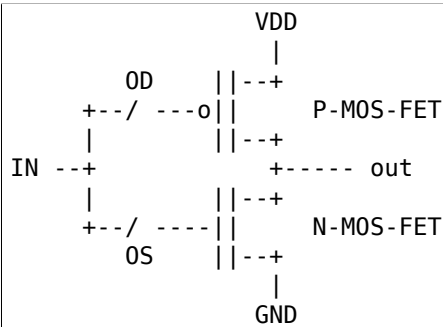 VDD
|
OD ||--+
+--/ ---o|| P-MOS-FET
| ||--+
IN --+ +----- out
| ||--+
+--/ ----|| N-MOS-FET
OS ||--+
|
GND